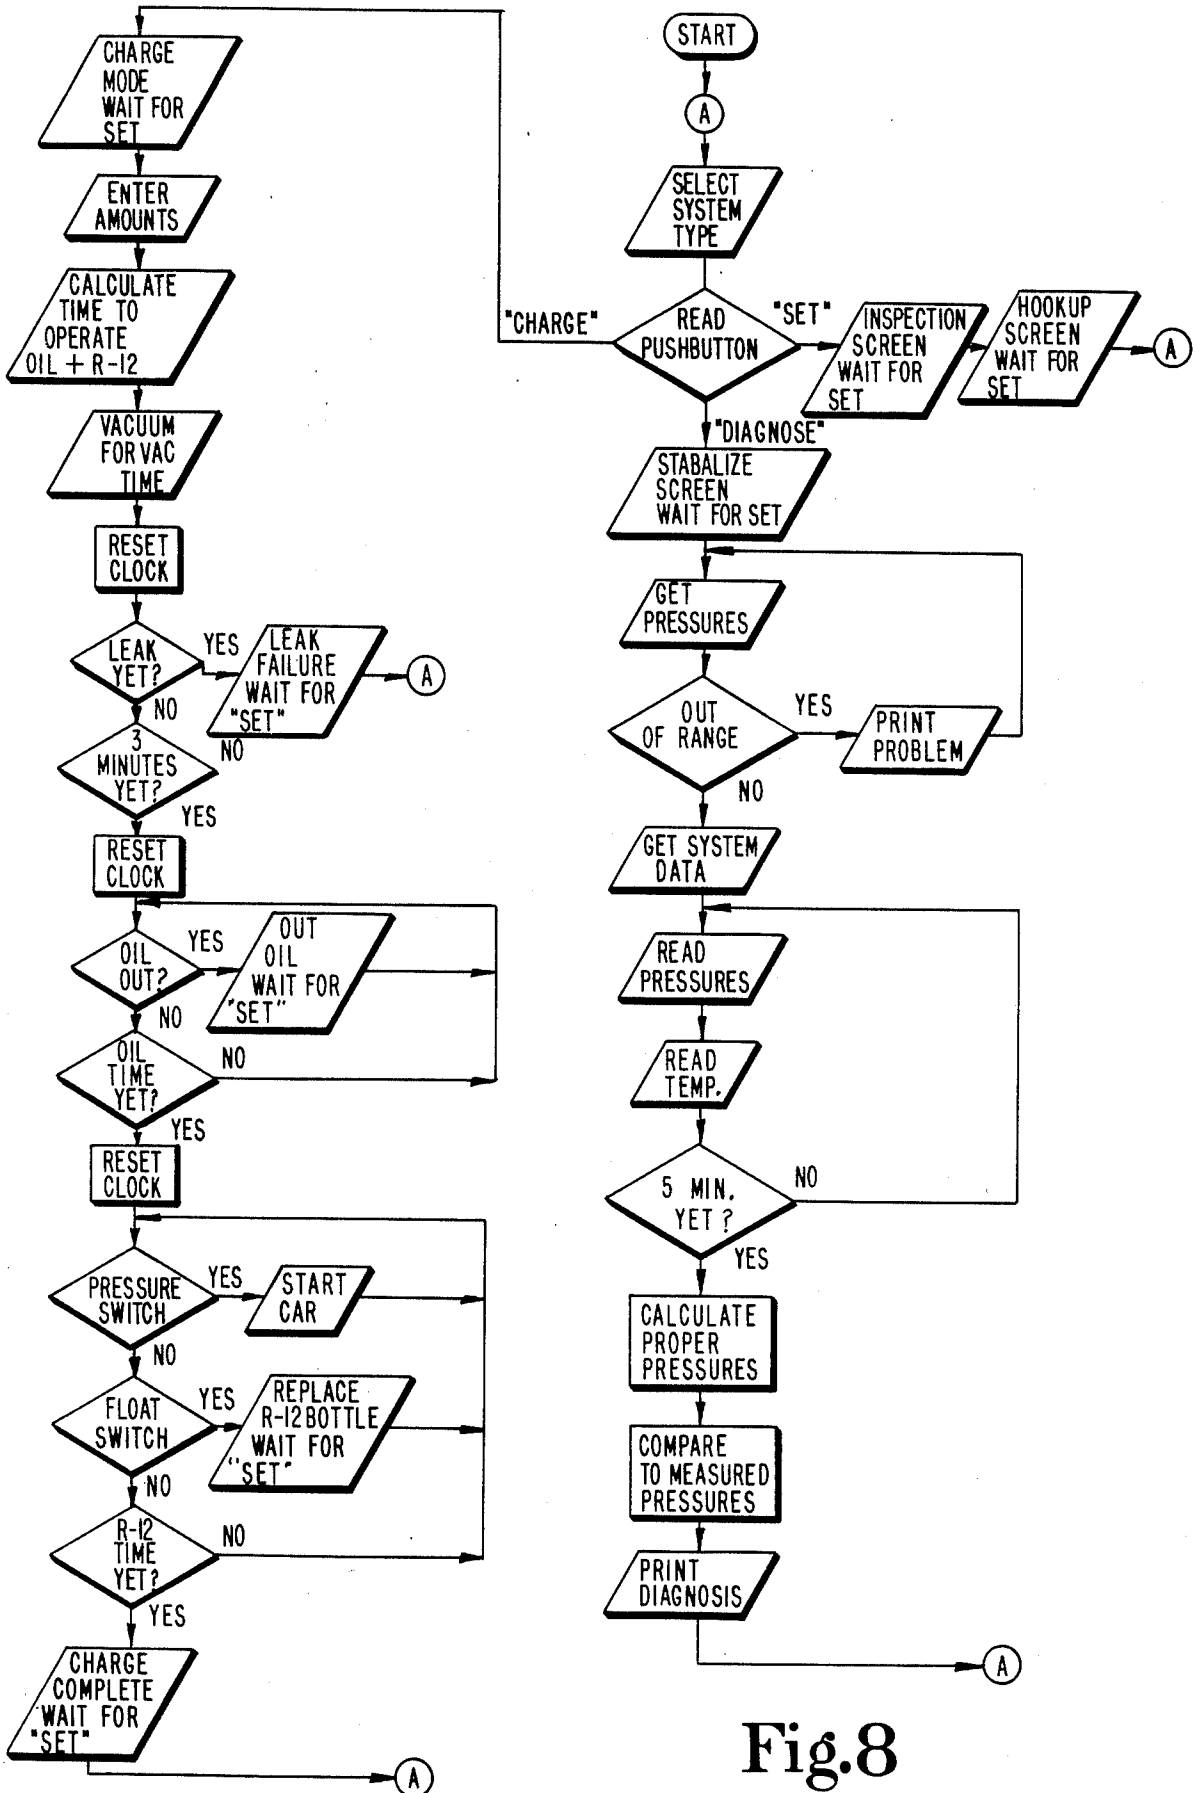 CHARGE
MODE
WAIT FOR
SET
ENTER
AMOUNTS
CALCULATE
TIME TO
OPERATE
OIL + R-12
VACUUM
FOR VAC
TIME
RESET
CLOCK
LEAK
YET?
YES
NO
LEAK
FAILURE
WAIT FOR
"SET"
A
3
MINUTES
YET?
NO
YES
RESET
CLOCK
OIL
OUT?
YES
NO
OUT
OIL
WAIT FOR
"SET"
OIL
TIME
YET?
NO
YES
RESET
CLOCK
PRESSURE
SWITCH
YES
NO
START
CAR
FLOAT
SWITCH
YES
NO
REPLACE
R-12 BOTTLE
WAIT FOR
"SET"
R-12
TIME
YET?
NO
YES
CHARGE
COMPLETE
WAIT FOR
"SET"
A
START
A
SELECT
SYSTEM
TYPE
READ
PUSHBUTTON
"CHARGE"
"SET"
"DIAGNOSE"
INSPECTION
SCREEN
WAIT FOR
SET
HOOKUP
SCREEN
WAIT FOR
SET
A
STABALIZE
SCREEN
WAIT FOR SET
GET
PRESSURES
OUT
OF RANGE
YES
NO
PRINT
PROBLEM
GET SYSTEM
DATA
READ
PRESSURES
READ
TEMP.
5 MIN.
YET?
NO
YES
CALCULATE
PROPER
PRESSURES
COMPARE
TO MEASURED
PRESSURES
PRINT
DIAGNOSIS
A
Fig.8